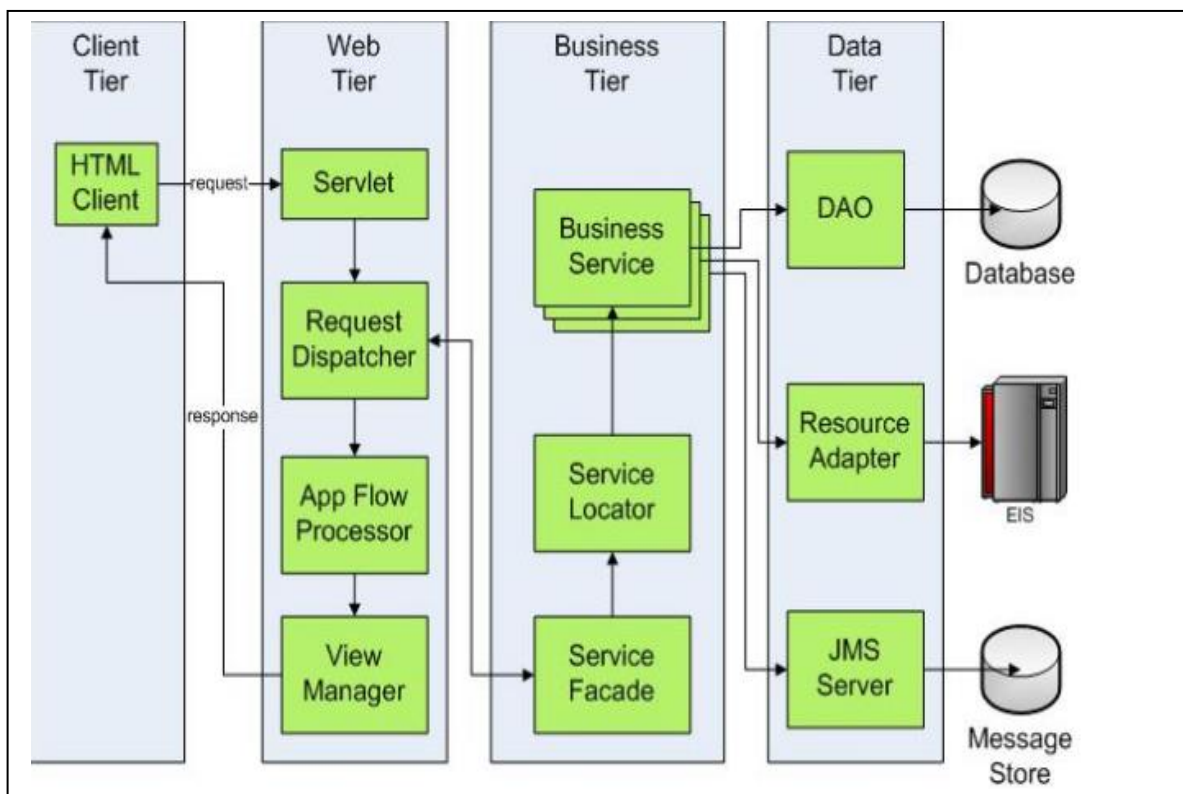 Client
Tier
Web
Tier
Business
Tier
Data
Tier
HTML
Client
request
Servlet
Business
Service
DAO
Database
Request
Dispatcher
response
Service
Locator
Resource
Adapter
EIS
App Flow
Processor
View
Manager
Service
Facade
JMS
Server
Message
Store